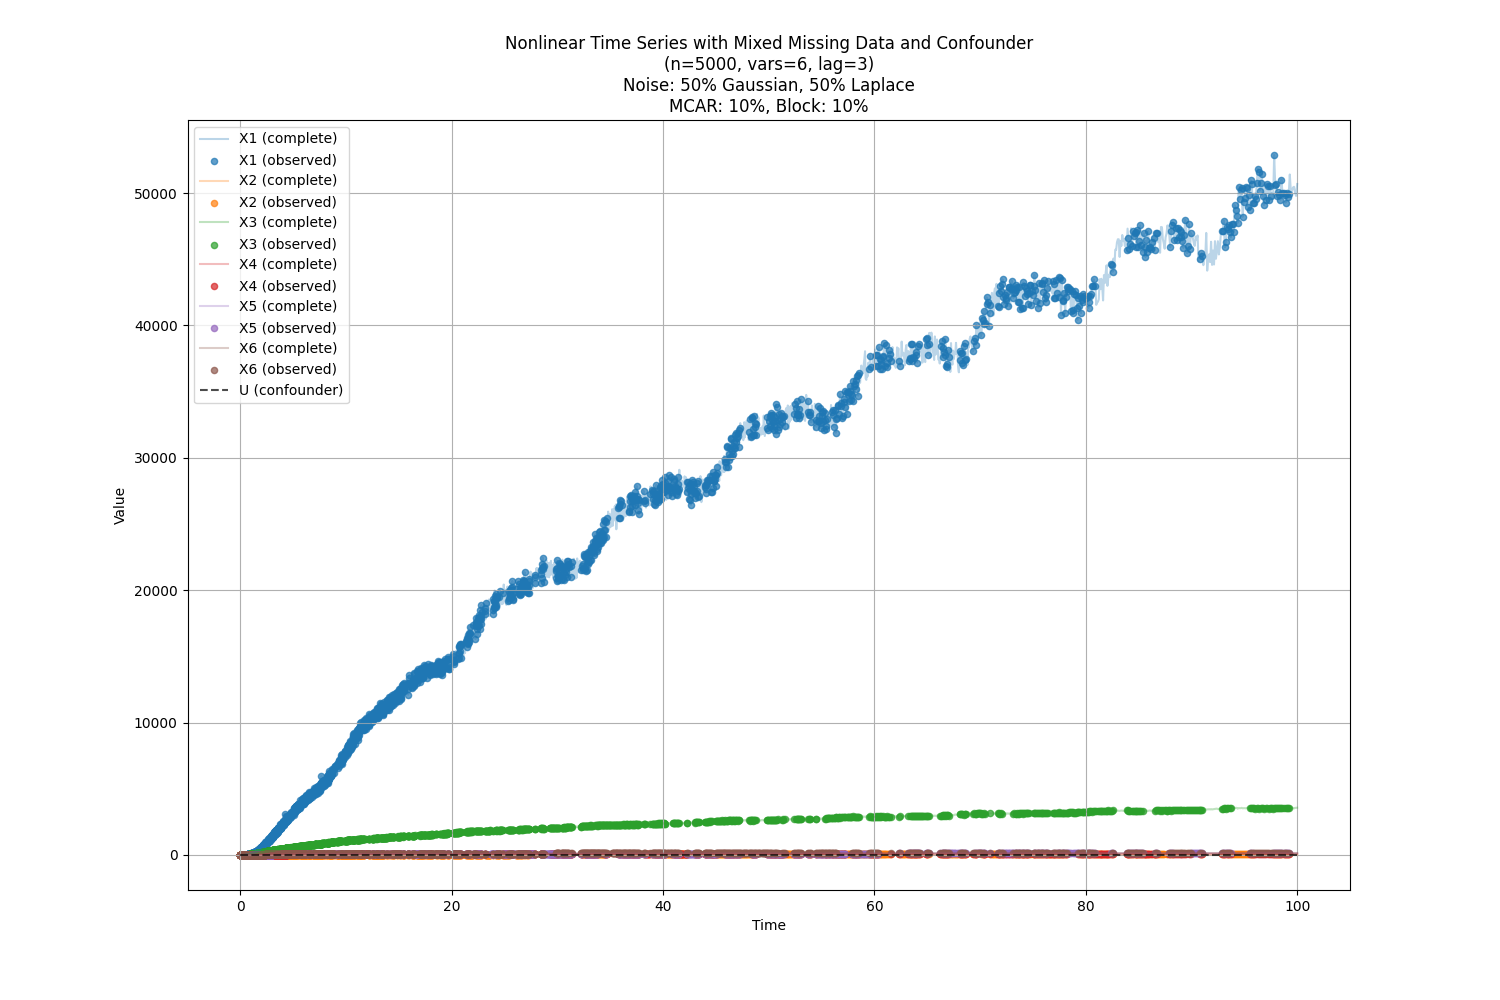 Nonlinear Time Series with Mixed Missing Data and Confounder
(n=5000, vars=6, lag=3)
Noise: 50% Gaussian, 50% Laplace
MCAR: 10%, Block: 10%
X1 (complete)
X1 (observed)
X2 (complete)
X2 (observed)
X3 (complete)
X3 (observed)
X4 (complete)
X4 (observed)
X5 (complete)
X5 (observed)
X6 (complete)
X6 (observed)
U (confounder)
50000
40000
30000
20000
10000
0
Value
0 20 40 60 80 100
Time